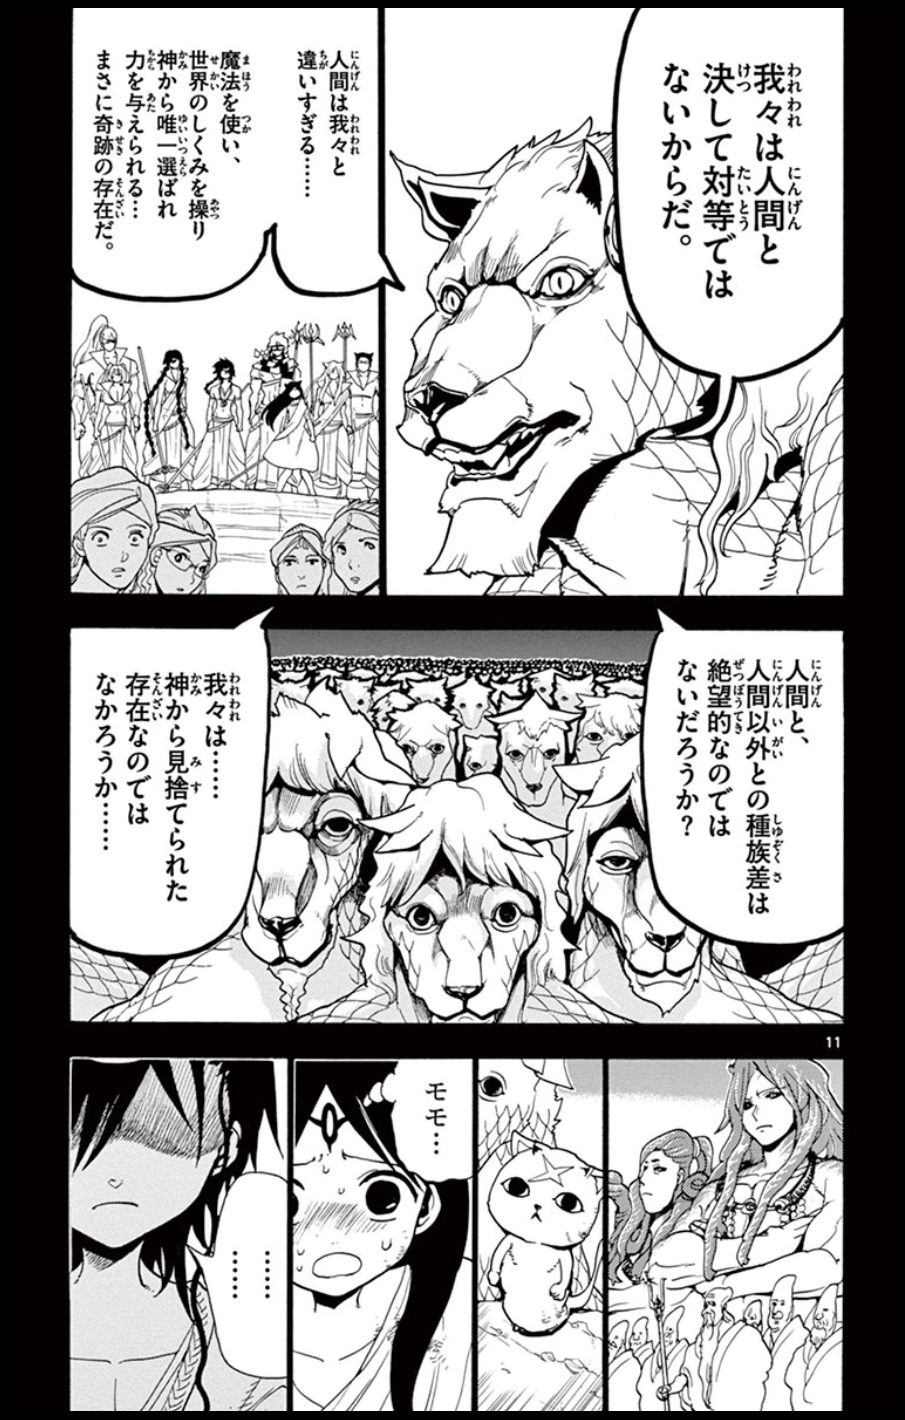 我々は人間と
決して対等では
ないからだ。
人間は我々と
違いすぎる……
魔法を使い、
世界のしくみを操り
神から唯一選ばれ
力を与えられる…
まさに奇跡の存在だ。
人間と、
人間以外との種族差は
絶望的なのでは
ないだろうか?
我々は……
神から見捨てられた
存在なのでは
なかろうか……
11
モモ…
……
……